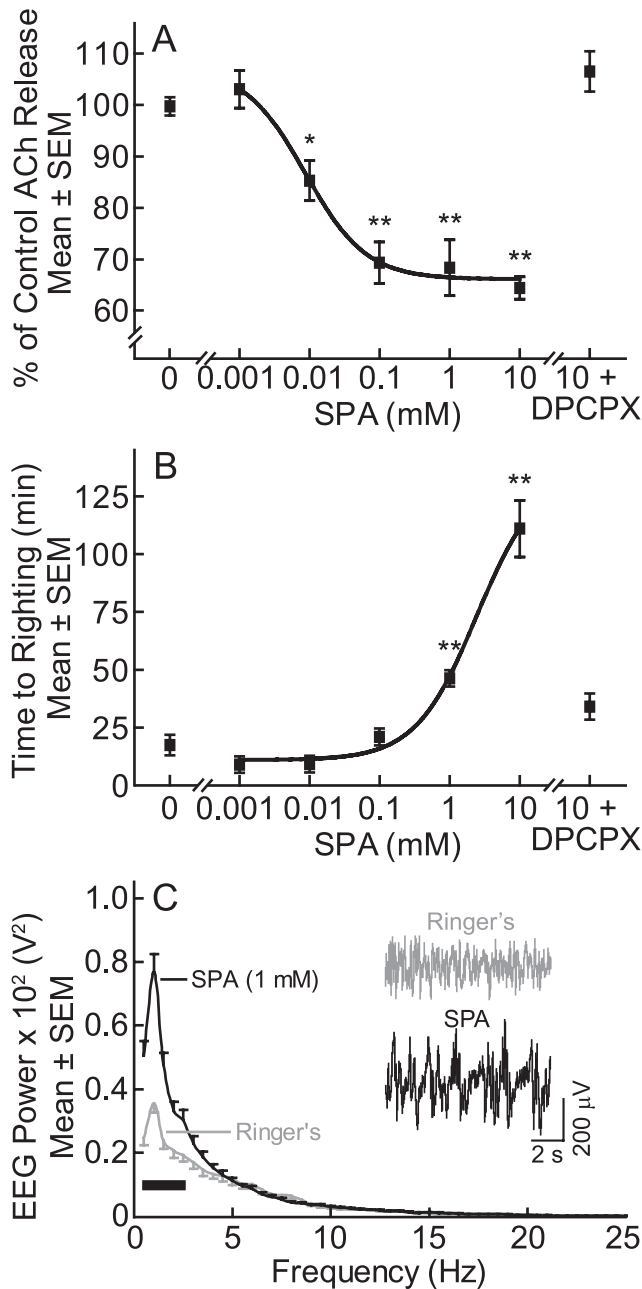 A
% of Control ACh Release
Mean ± SEM
110
100
90
80
70
60
*
**
**
**
0
0.001
0.01
0.1
1
10
10 +
DPCPX
SPA (mM)
B
Time to Righting (min)
Mean ± SEM
125
100
75
50
25
0
**
**
0
0.001
0.01
0.1
1
10
10 +
DPCPX
SPA (mM)
C
EEG Power x 10² (V²)
Mean ± SEM
1.0
0.8
0.6
0.4
0.2
0
SPA (1 mM)
Ringer's
Ringer's
SPA
200 µV
2 s
0
5
10
15
20
25
Frequency (Hz)